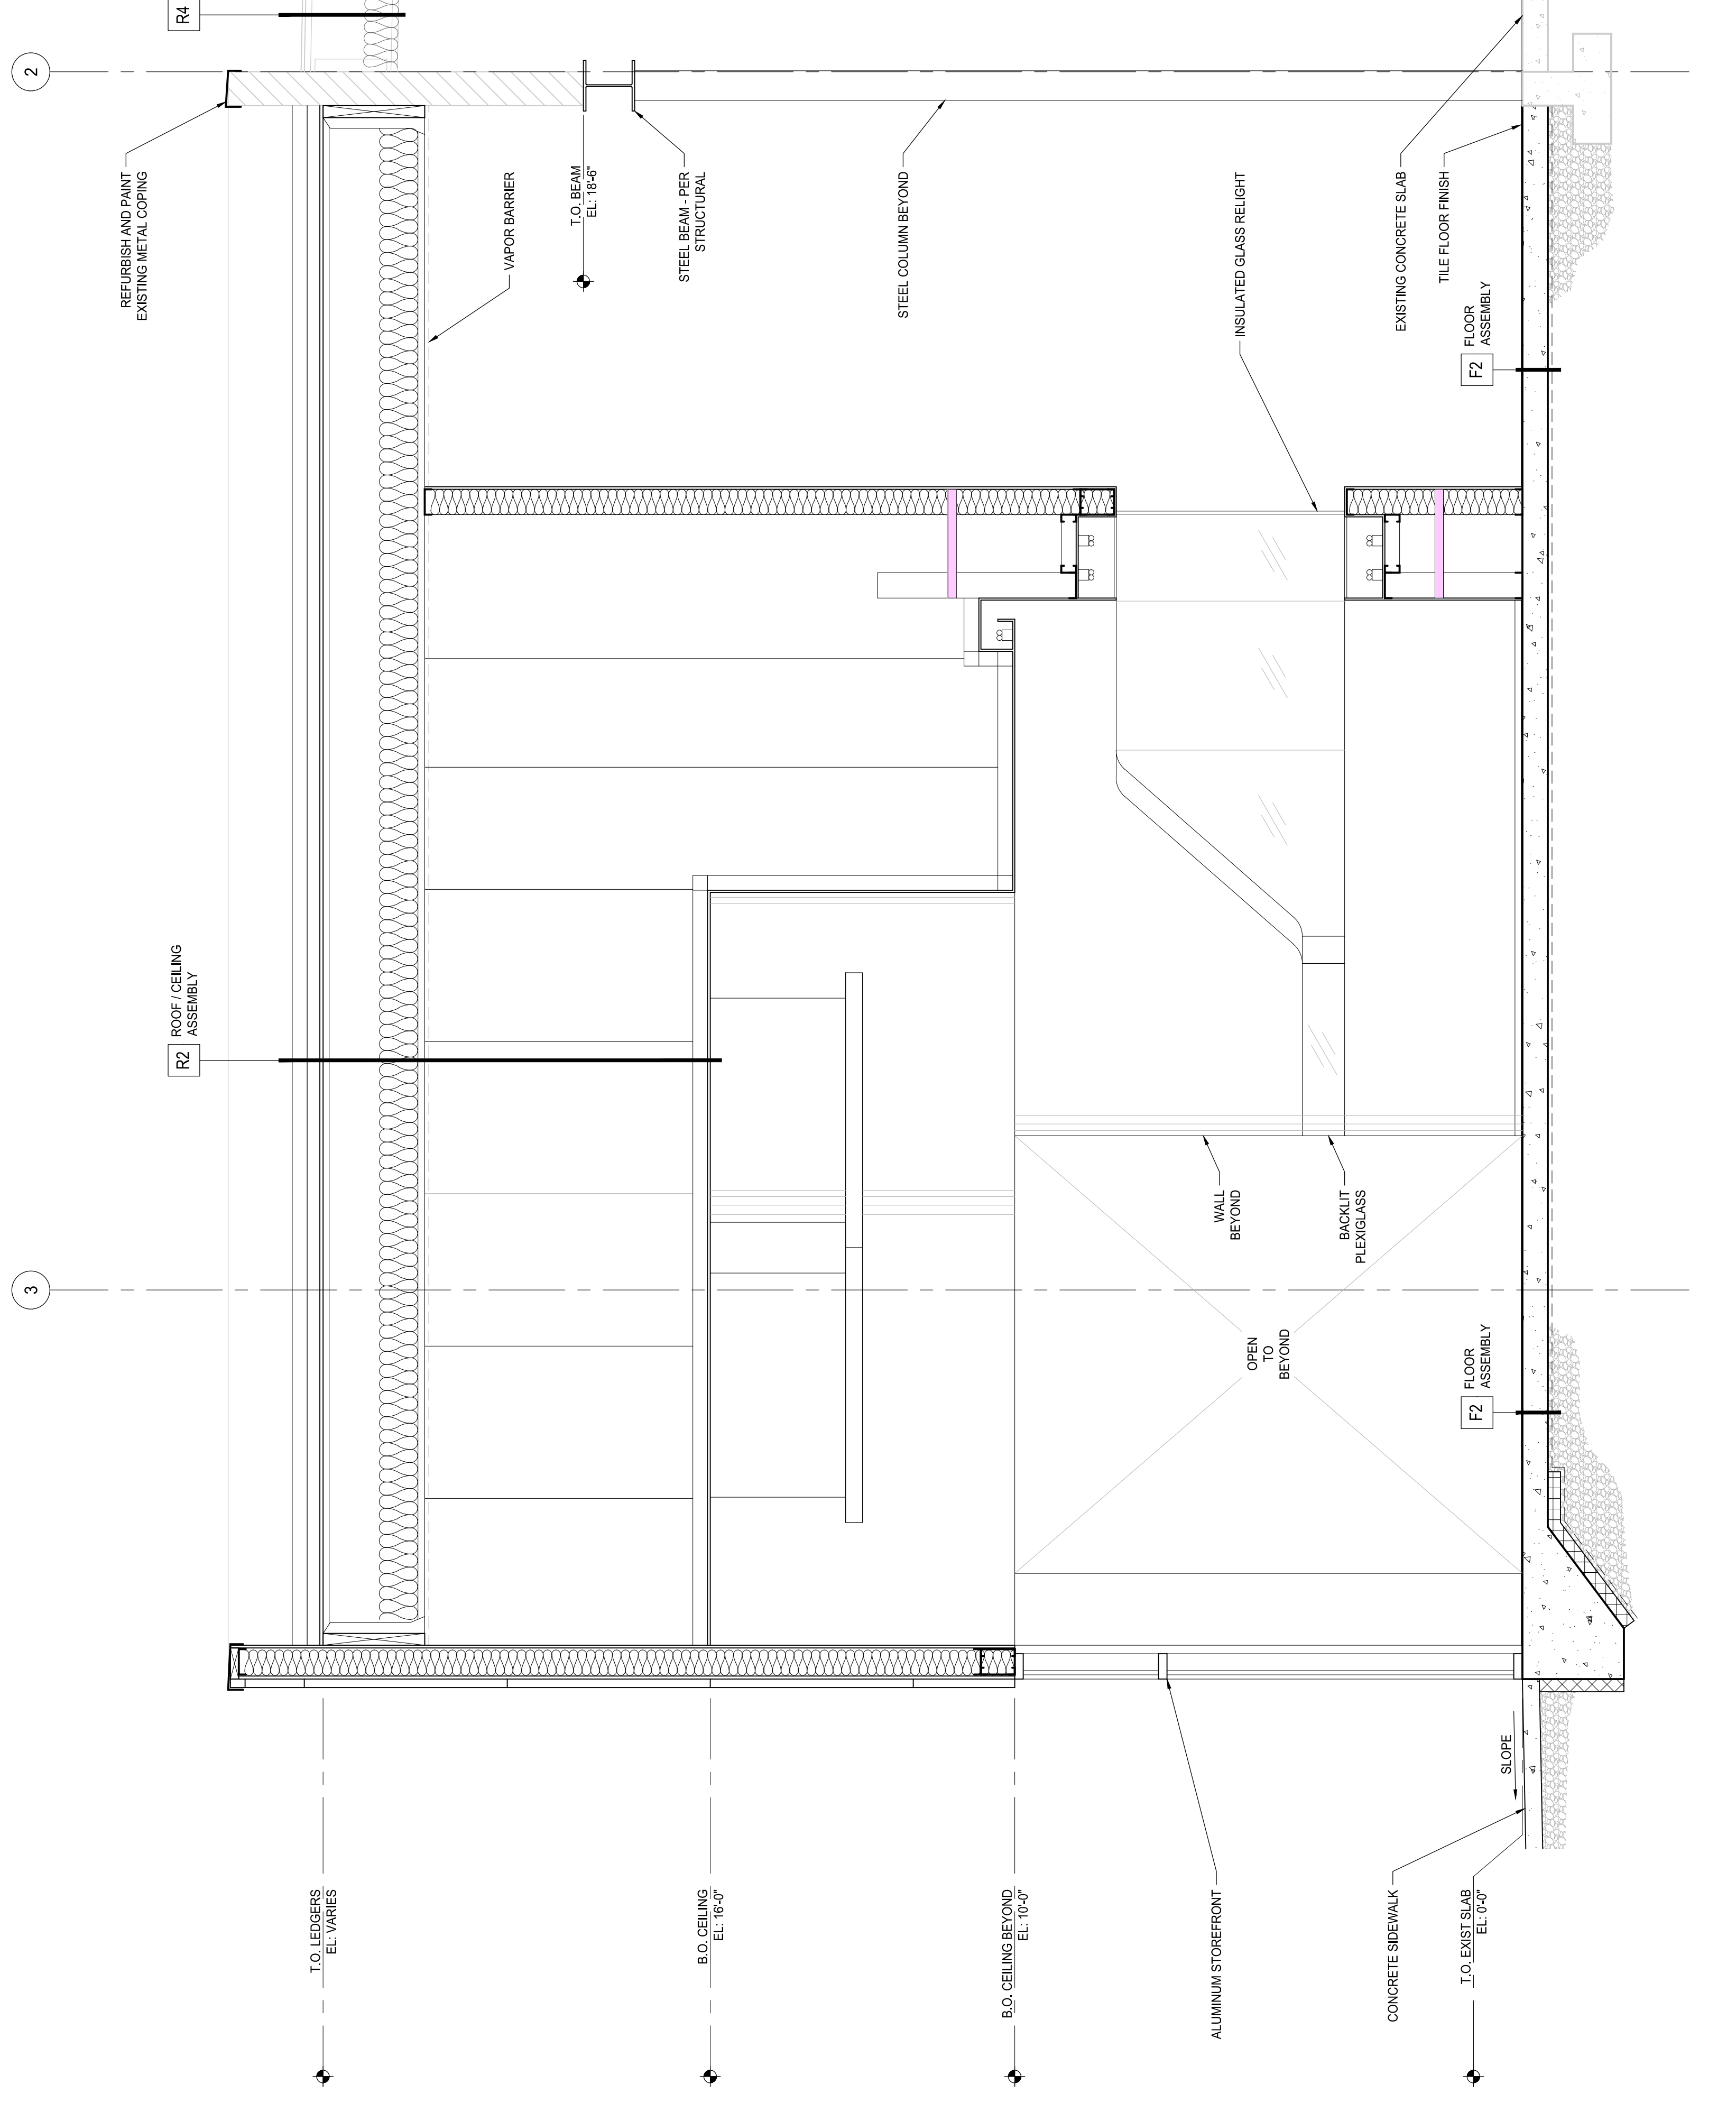 3
2
R4
REFURBISH AND PAINT
EXISTING METAL COPING
R2
ROOF / CEILING
ASSEMBLY
T.O. LEDGERS
EL: VARIES
VAPOR BARRIER
T.O. BEAM
EL: 18'-6"
STEEL BEAM - PER
STRUCTURAL
B.O. CEILING
EL: 16'-0"
STEEL COLUMN BEYOND
B.O. CEILING BEYOND
EL: 10'-0"
INSULATED GLASS RELIGHT
WALL
BEYOND
OPEN
TO
BEYOND
ALUMINUM STOREFRONT
BACKLIT
PLEXIGLASS
EXISTING CONCRETE SLAB
TILE FLOOR FINISH
CONCRETE SIDEWALK
SLOPE
T.O. EXIST SLAB
EL: 0'-0"
F2
FLOOR
ASSEMBLY
F2
FLOOR
ASSEMBLY